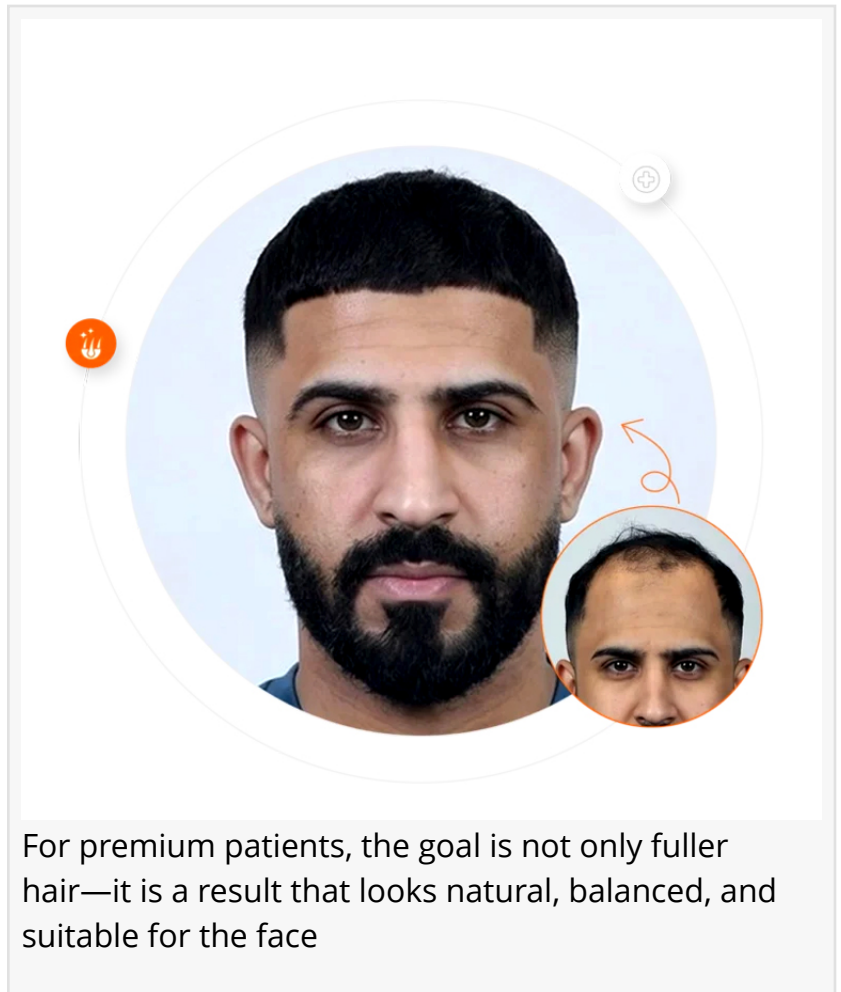 For premium patients, the goal is not only fuller
hair—it is a result that looks natural, balanced, and
suitable for the face